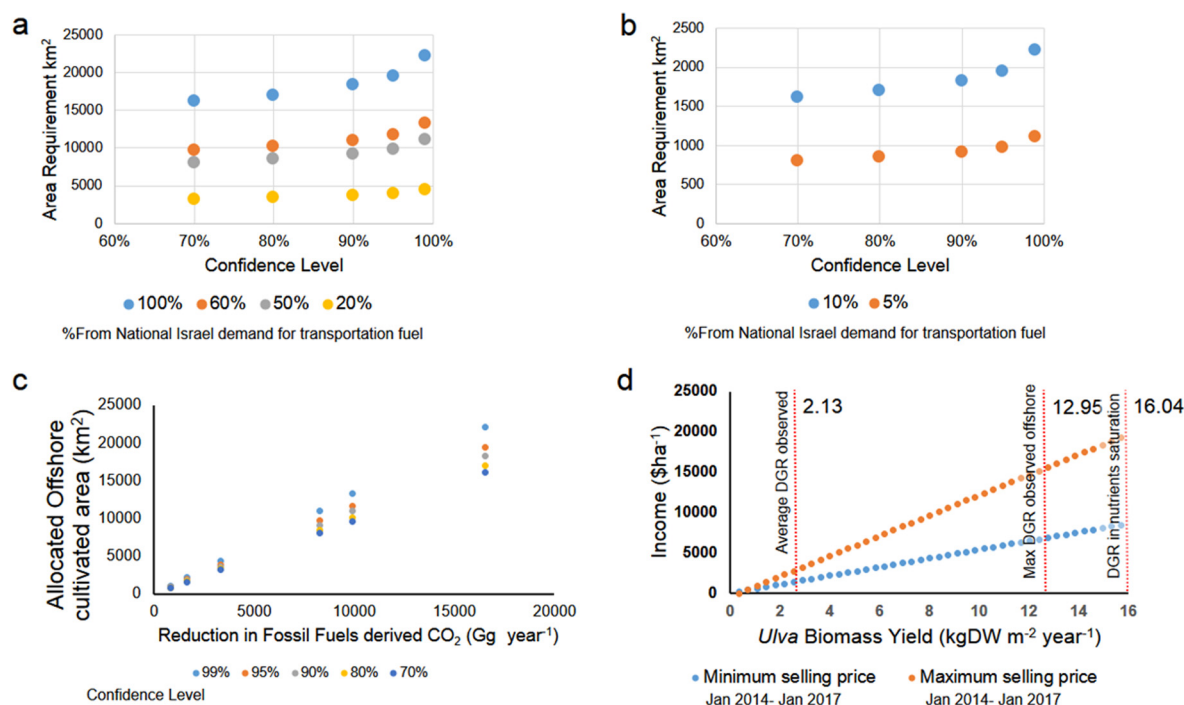 a
25000
20000
15000
10000
5000
0
Area Requirement km²
60% 70% 80% 90% 100%
Confidence Level
100% 60% 50% 20%
%From National Israel demand for transportation fuel
b
2500
2000
1500
1000
500
0
Area Requirement km²
60% 70% 80% 90% 100%
Confidence Level
10% 5%
%From National Israel demand for transportation fuel
c
25000
20000
15000
10000
5000
0
Allocated Offshore
cultivated area (km²)
0 5000 10000 15000 20000
Reduction in Fossil Fuels derived CO₂ (Gg year⁻¹)
99% 95% 90% 80% 70%
Confidence Level
d
25000
20000
15000
10000
5000
0
Income ($ha⁻¹)
Average DGR observed
2.13
Max DGR observed offshore
12.95
DGR in nutrients saturation
16.04
0 2 4 6 8 10 12 14 16
Ulva Biomass Yield (kgDW m⁻² year⁻¹)
Minimum selling price Maximum selling price
Jan 2014- Jan 2017 Jan 2014- Jan 2017